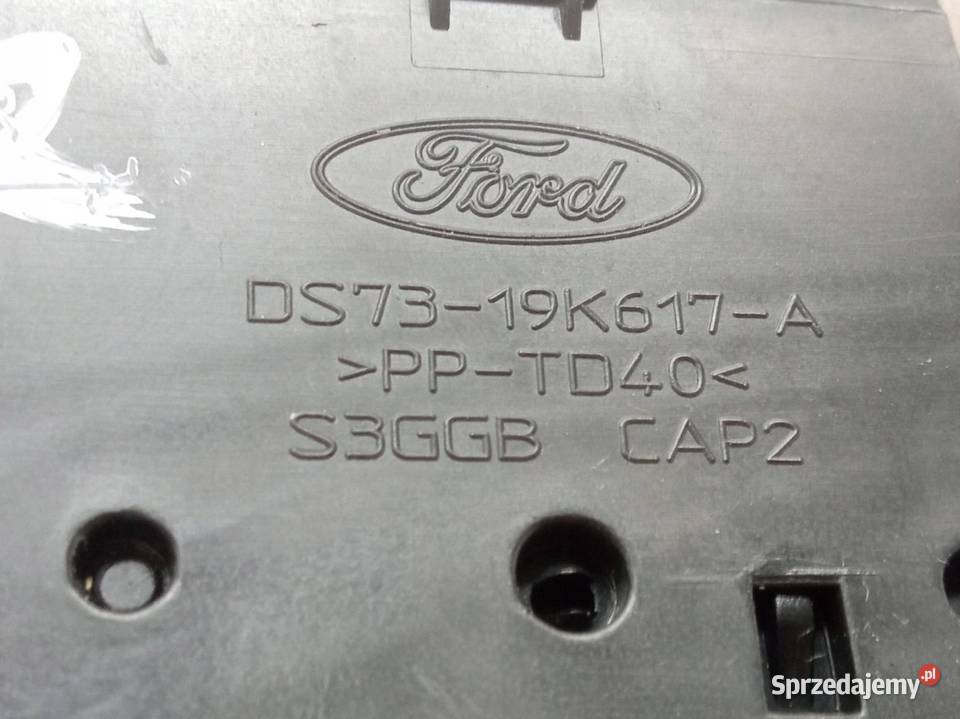 Ford
DS73-19K617-A
>PP-TD40<
S3GGB CAP2
Sprzedajemy.pl